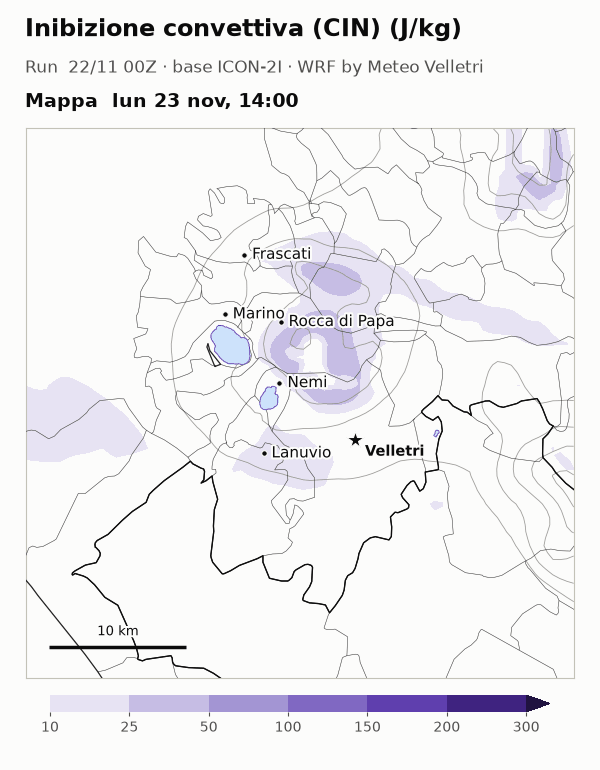 Inibizione convettiva (CIN) (J/kg)
Run  22/11 00Z · base ICON-2I · WRF by Meteo Velletri
Mappa  lun 23 nov, 14:00
Frascati
Marino
Rocca di Papa
Nemi
Velletri
Lanuvio
10 km
10 25 50 100 150 200 300